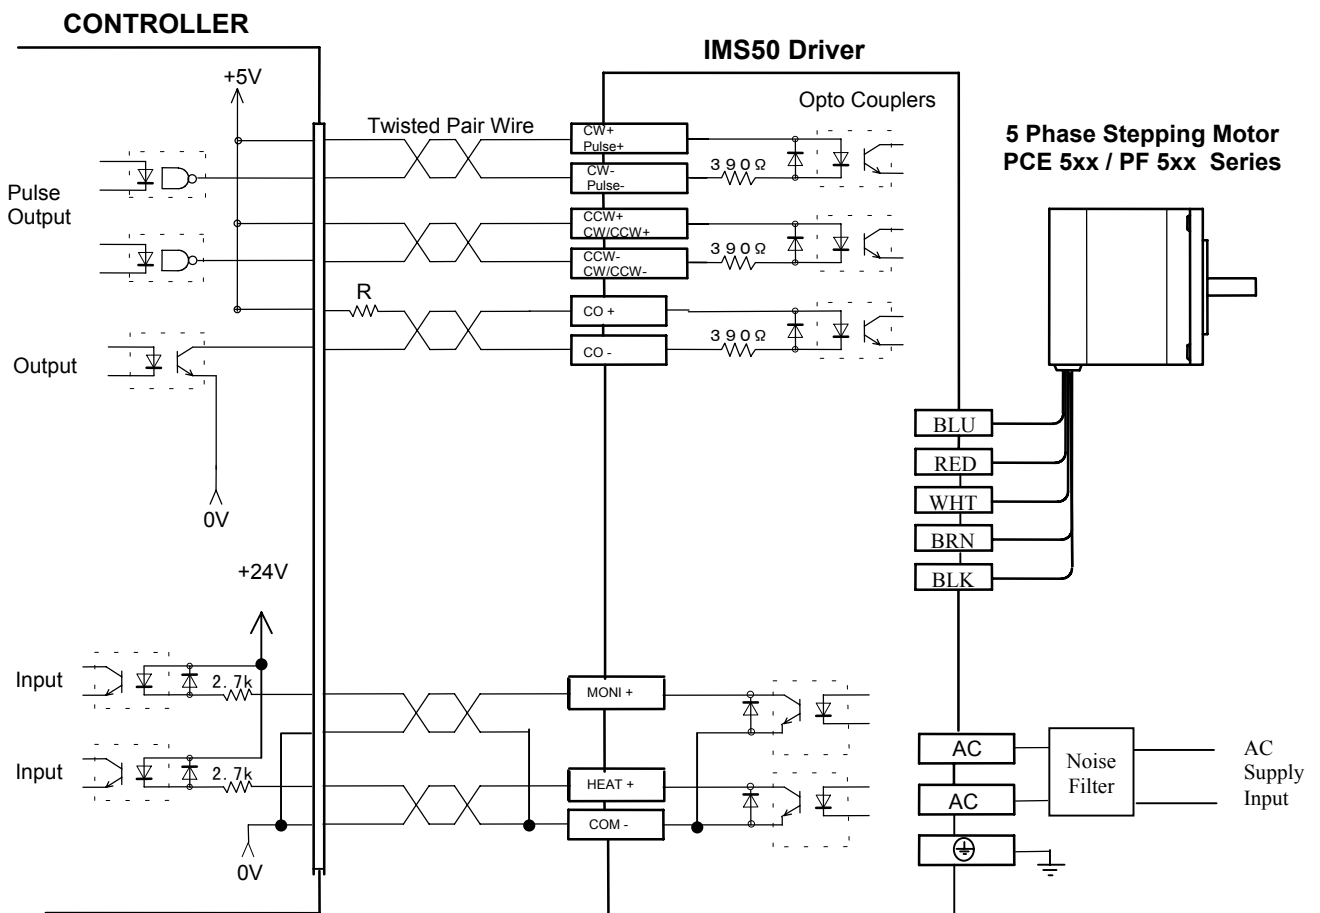 CONTROLLER
IMS50 Driver
+5V
Opto Couplers
Twisted Pair Wire
5 Phase Stepping Motor
PCE 5xx / PF 5xx Series
CW+
Pulse+
CW-
Pulse-
390Ω
Pulse
Output
CCW+
CW/CCW+
CCW-
CW/CCW-
390Ω
R
CO +
CO -
390Ω
Output
BLU
RED
WHT
BRN
BLK
0V
+24V
Input
2.7k
MONI +
Input
2.7k
HEAT +
COM -
0V
AC
AC
Noise
Filter
AC
Supply
Input